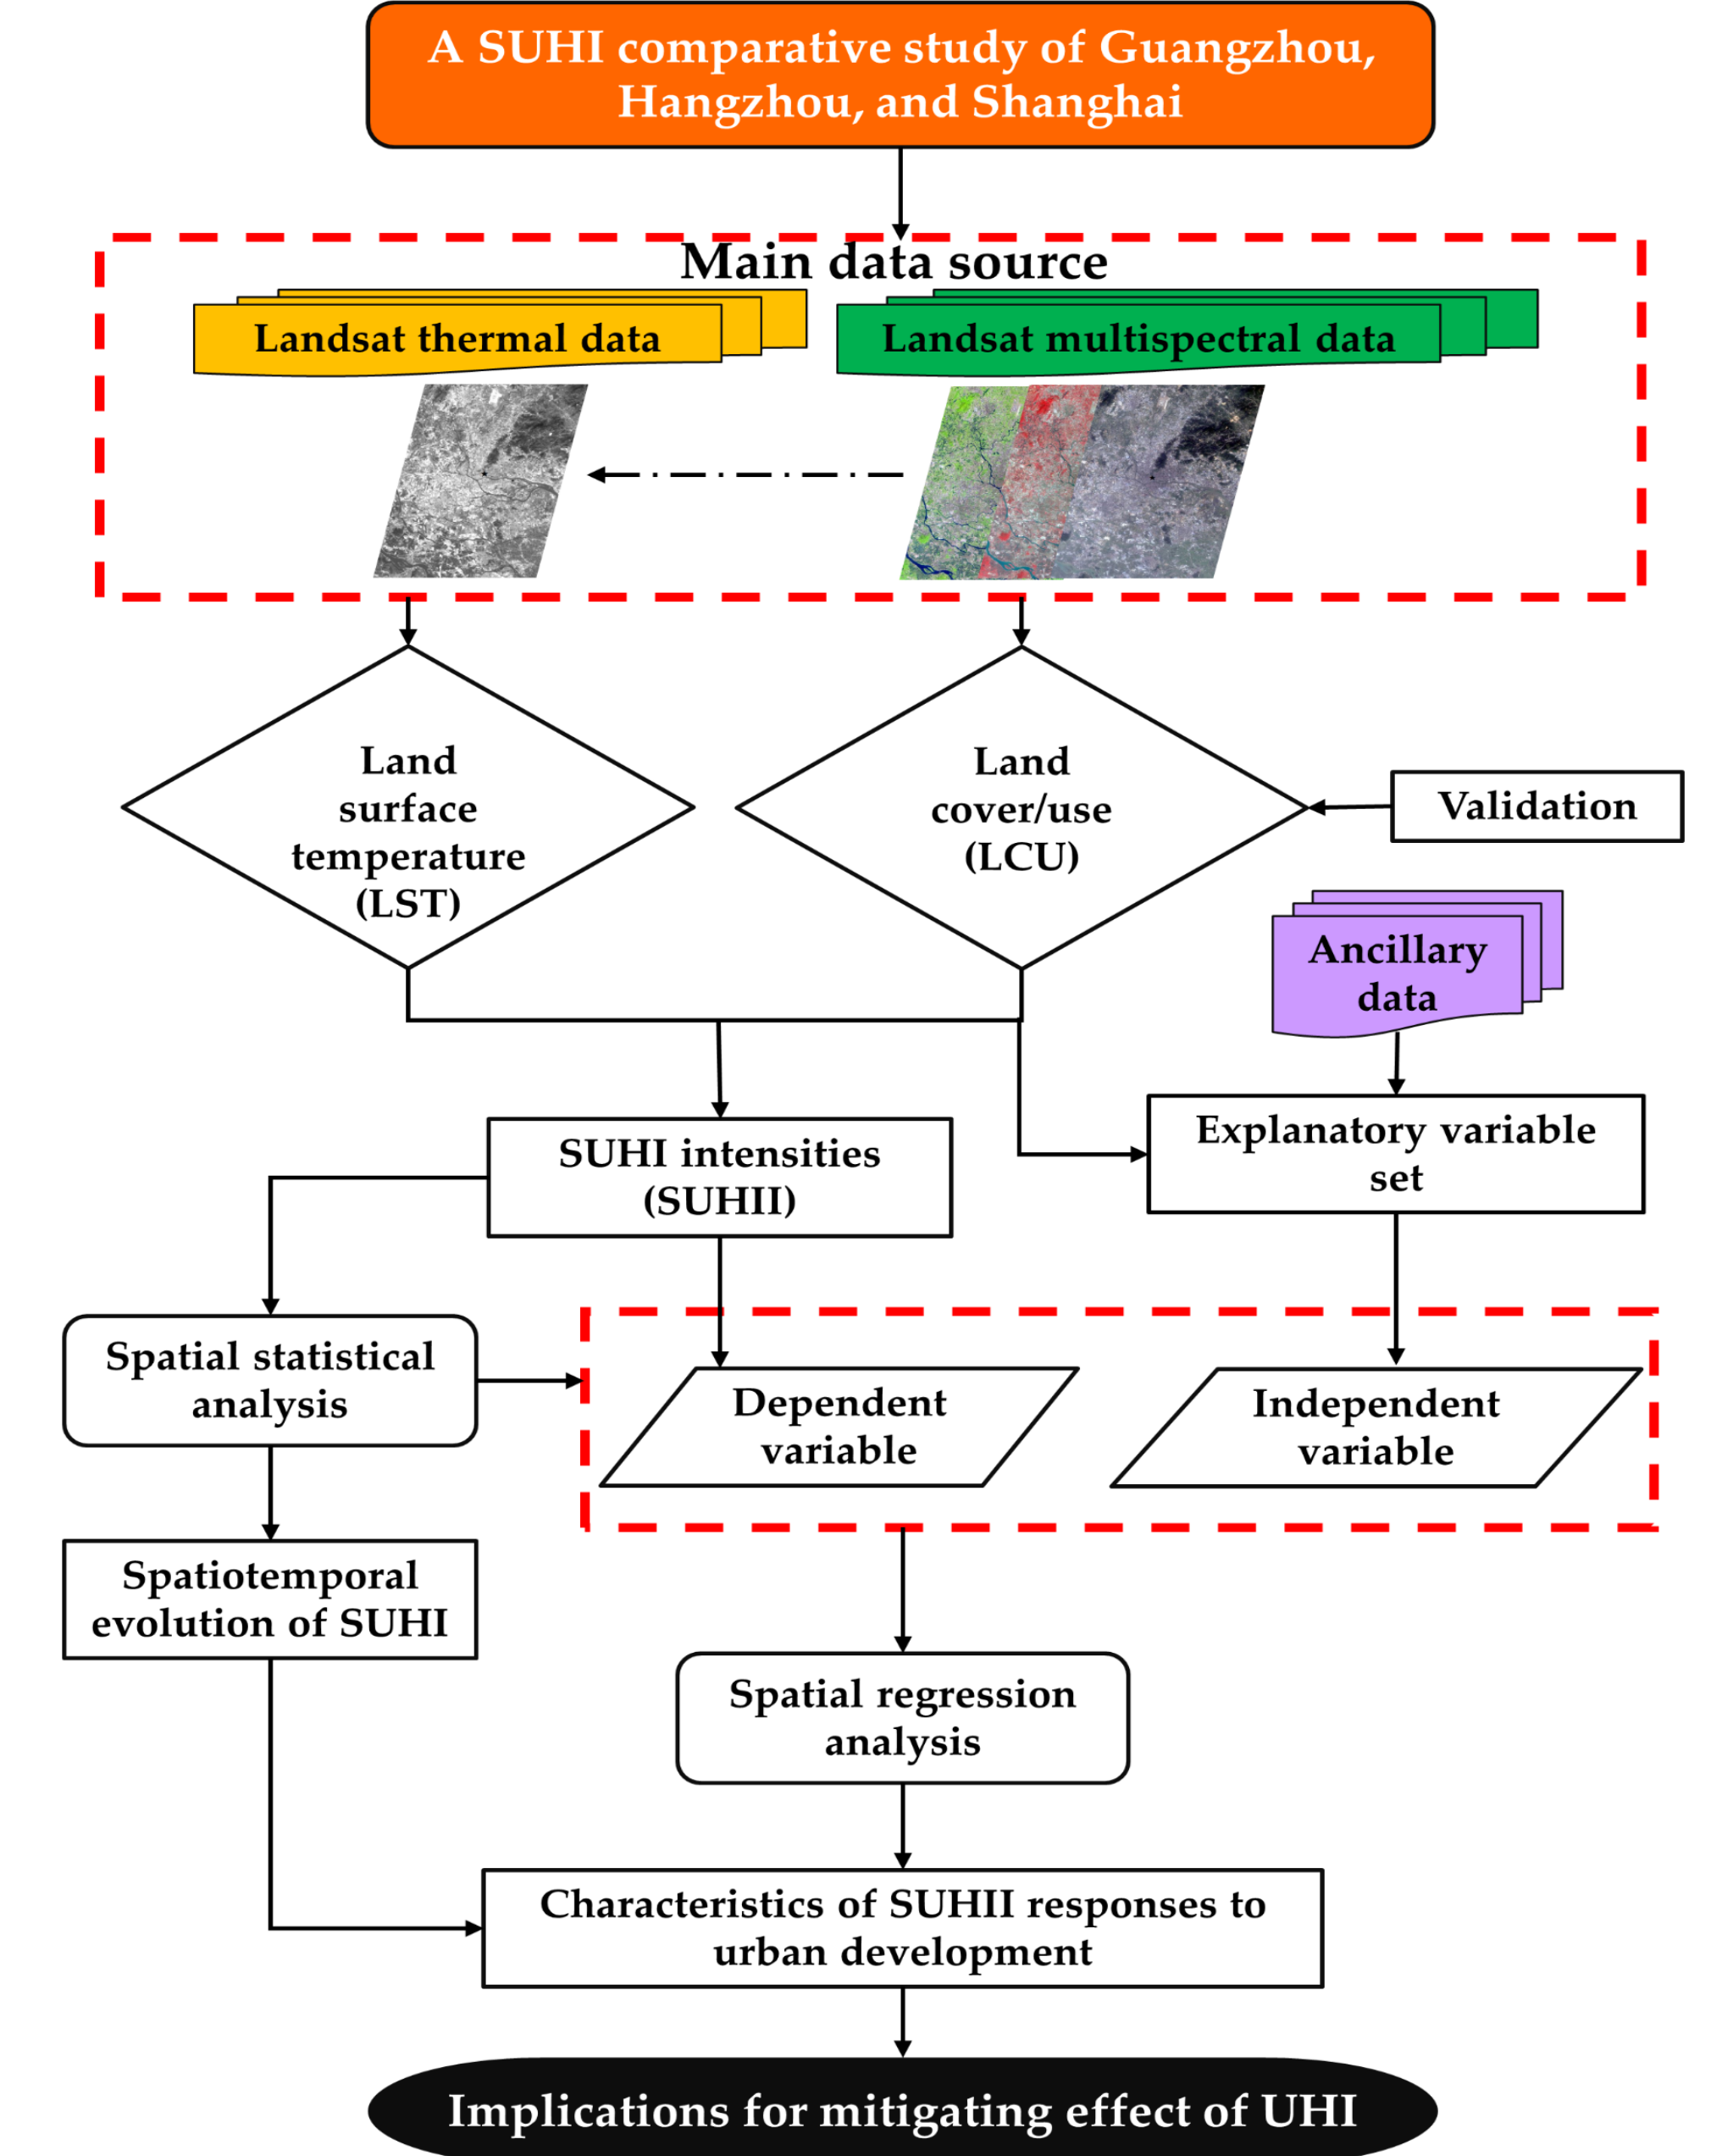 A SUHI comparative study of Guangzhou,
Hangzhou, and Shanghai
Main data source
Landsat thermal data
Landsat multispectral data
Land
surface
temperature
(LST)
Land
cover/use
(LCU)
Validation
Ancillary
data
SUHI intensities
(SUHII)
Explanatory variable
set
Spatial statistical
analysis
Dependent
variable
Independent
variable
Spatiotemporal
evolution of SUHI
Spatial regression
analysis
Characteristics of SUHII responses to
urban development
Implications for mitigating effect of UHI